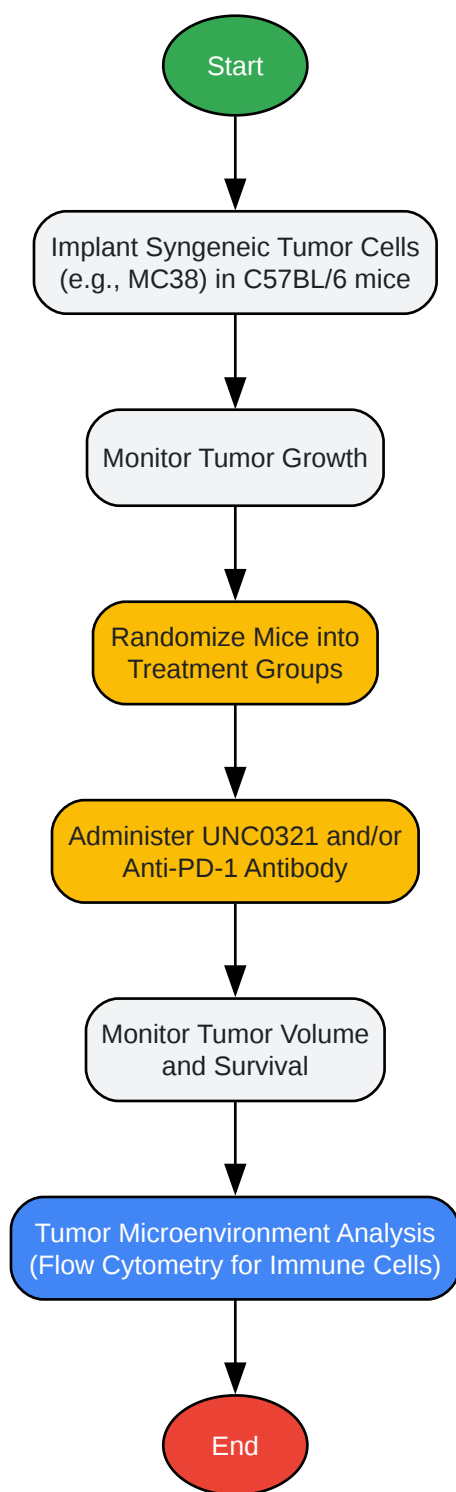 Start
Implant Syngeneic Tumor Cells
(e.g., MC38) in C57BL/6 mice
Monitor Tumor Growth
Randomize Mice into
Treatment Groups
Administer UNC0321 and/or
Anti-PD-1 Antibody
Monitor Tumor Volume
and Survival
Tumor Microenvironment Analysis
(Flow Cytometry for Immune Cells)
End